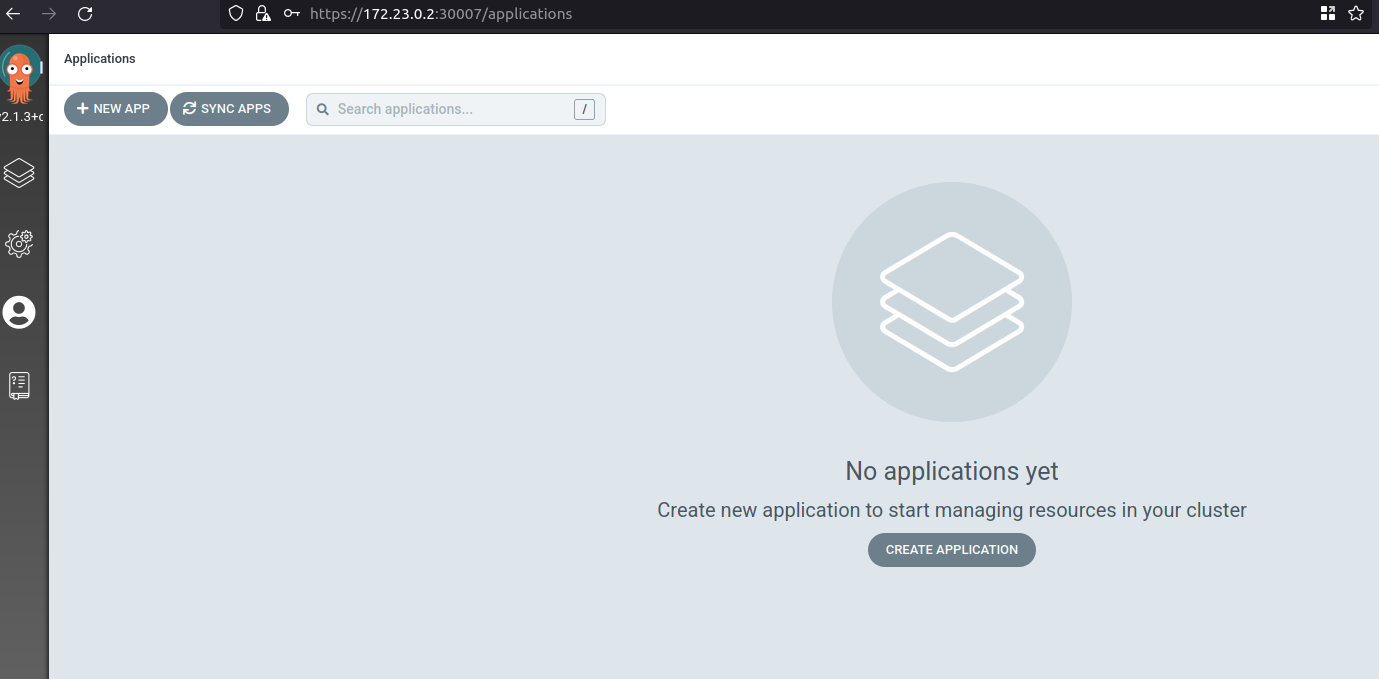 https://172.23.0.2:30007/applications
Applications
NEW APP
SYNC APPS
Search applications...
/
2.1.3+
No applications yet
Create new application to start managing resources in your cluster
CREATE APPLICATION